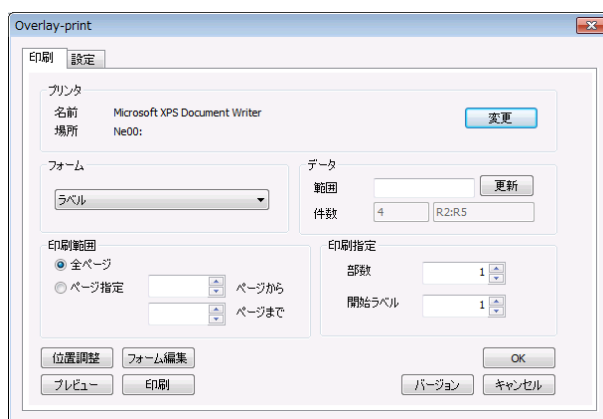 Overlay-print
印刷 設定
プリンタ
名前 Microsoft XPS Document Writer
変更
場所 Ne00:
フォーム
ラベル
データ
範囲 更新
件数 4 R2:R5
印刷範囲
全ページ
ページ指定 ページから
ページまで
印刷指定
部数 1
開始ラベル 1
位置調整 フォーム編集 OK
プレビュー 印刷 バージョン キャンセル